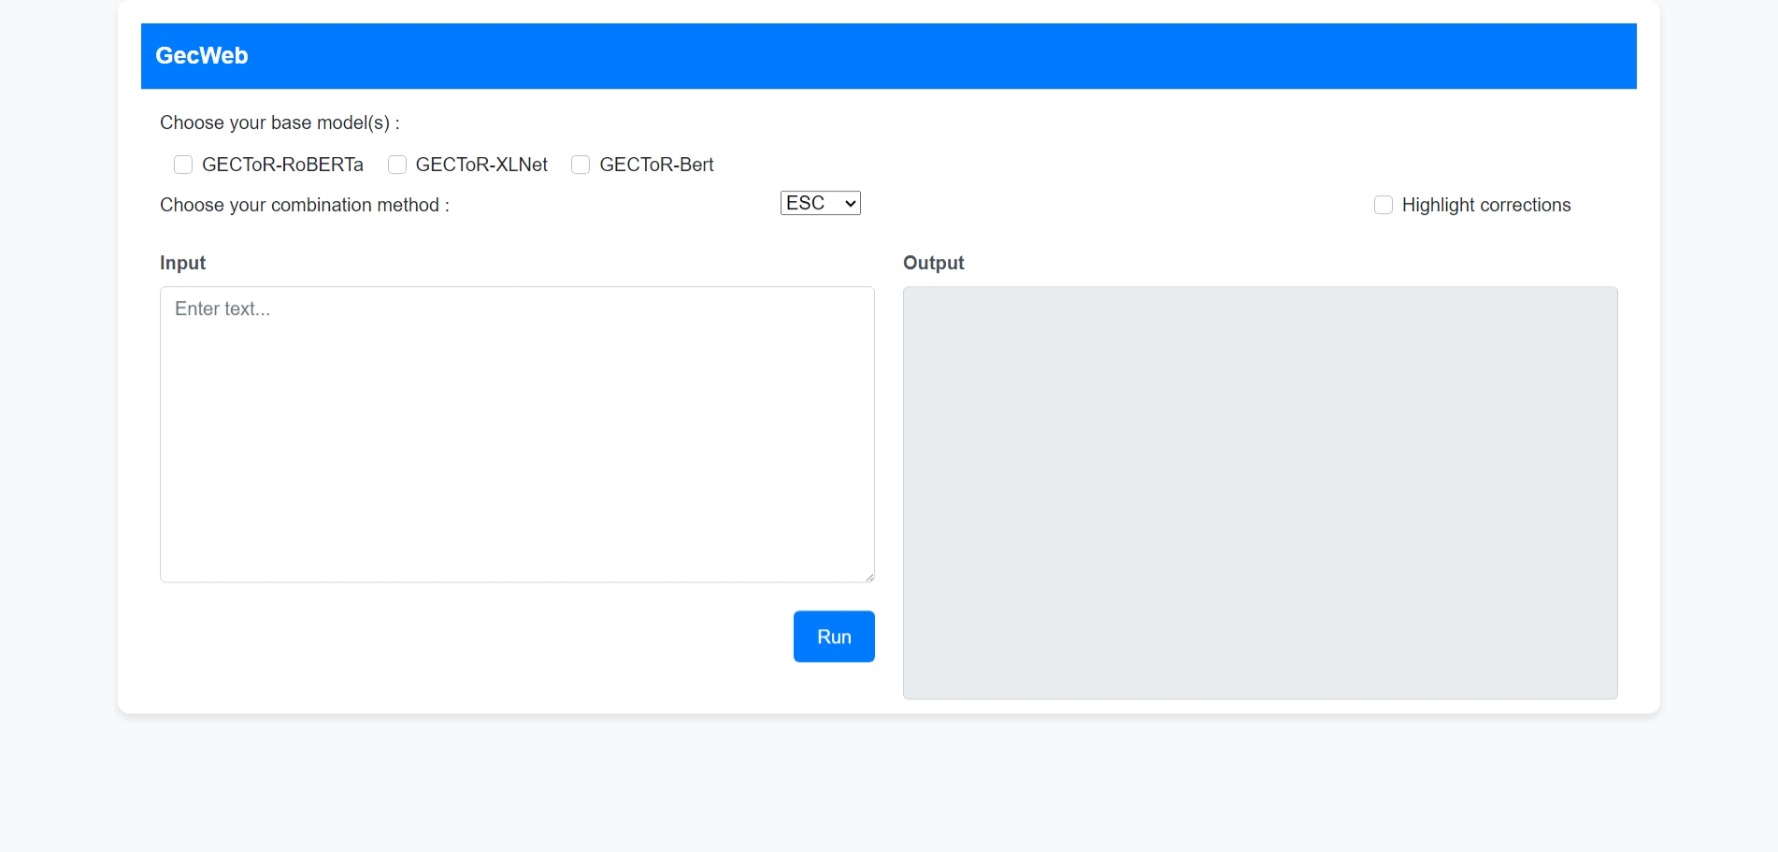 GecWeb
Choose your base model(s) :
GECToR-RoBERTa GECToR-XLNet GECToR-Bert
Choose your combination method : ESC Highlight corrections
Input Output
Enter text...
Run